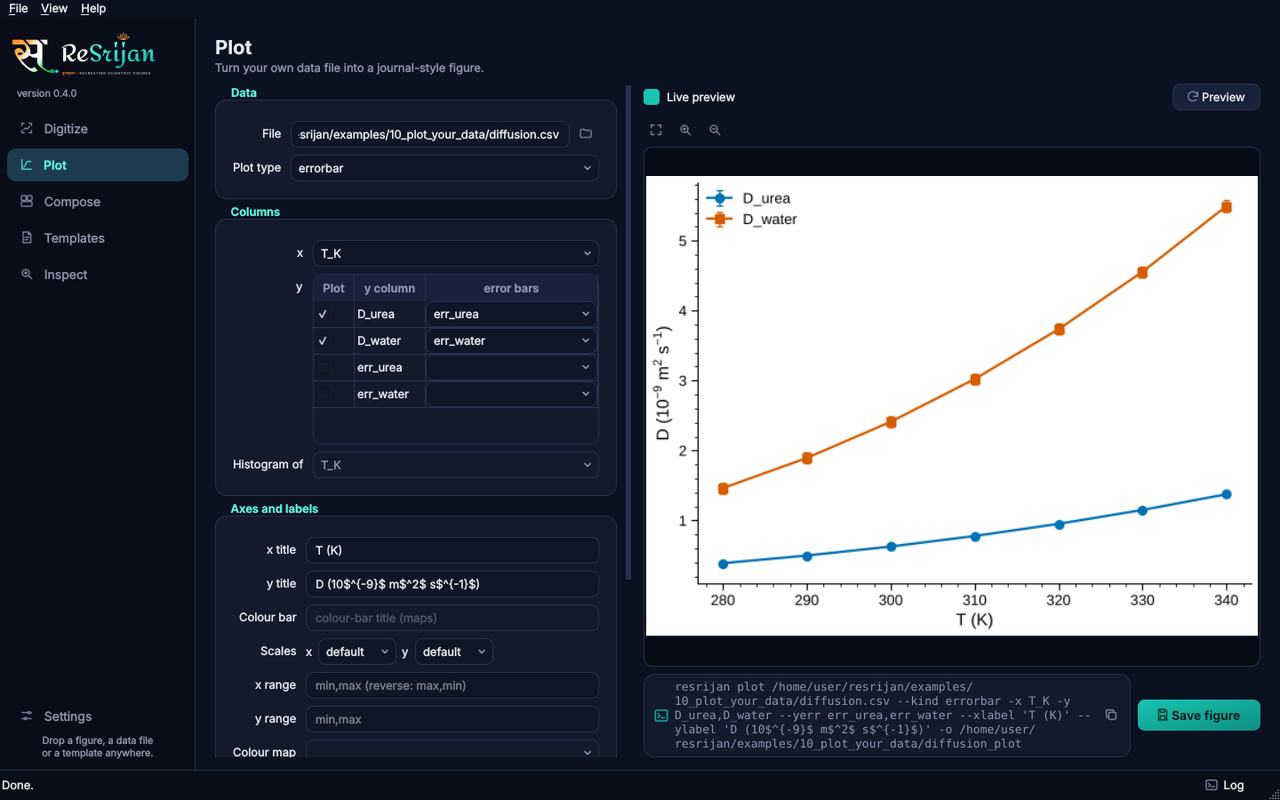 File View Help
स ReSrijan
version 0.4.0
Digitize
Plot
Compose
Templates
Inspect
Settings
Drop a figure, a data file
or a template anywhere.
Plot
Turn your own data file into a journal-style figure.
Data
File srijan/examples/10_plot_your_data/diffusion.csv
Plot type errorbar
Columns
x T_K
y Plot y column error bars
✓ D_urea err_urea
✓ D_water err_water
err_urea
err_water
Histogram of T_K
Axes and labels
x title T (K)
y title D (10$^{-9}$ m$^2$ s$^{-1}$)
Colour bar colour-bar title (maps)
Scales x default y default
x range min,max (reverse: max,min)
y range min,max
Colour map
Live preview
Preview
D_urea
D_water
D (10⁻⁹ m² s⁻¹)
5
4
3
2
1
280 290 300 310 320 330 340
T (K)
resrijan plot /home/user/resrijan/examples/
10_plot_your_data/diffusion.csv --kind errorbar -x T_K -y
D_urea,D_water --yerr err_urea,err_water --xlabel 'T (K)' --
ylabel 'D (10$^{-9}$ m$^2$ s$^{-1}$)' -o /home/user/
resrijan/examples/10_plot_your_data/diffusion_plot
Save figure
Done.
Log